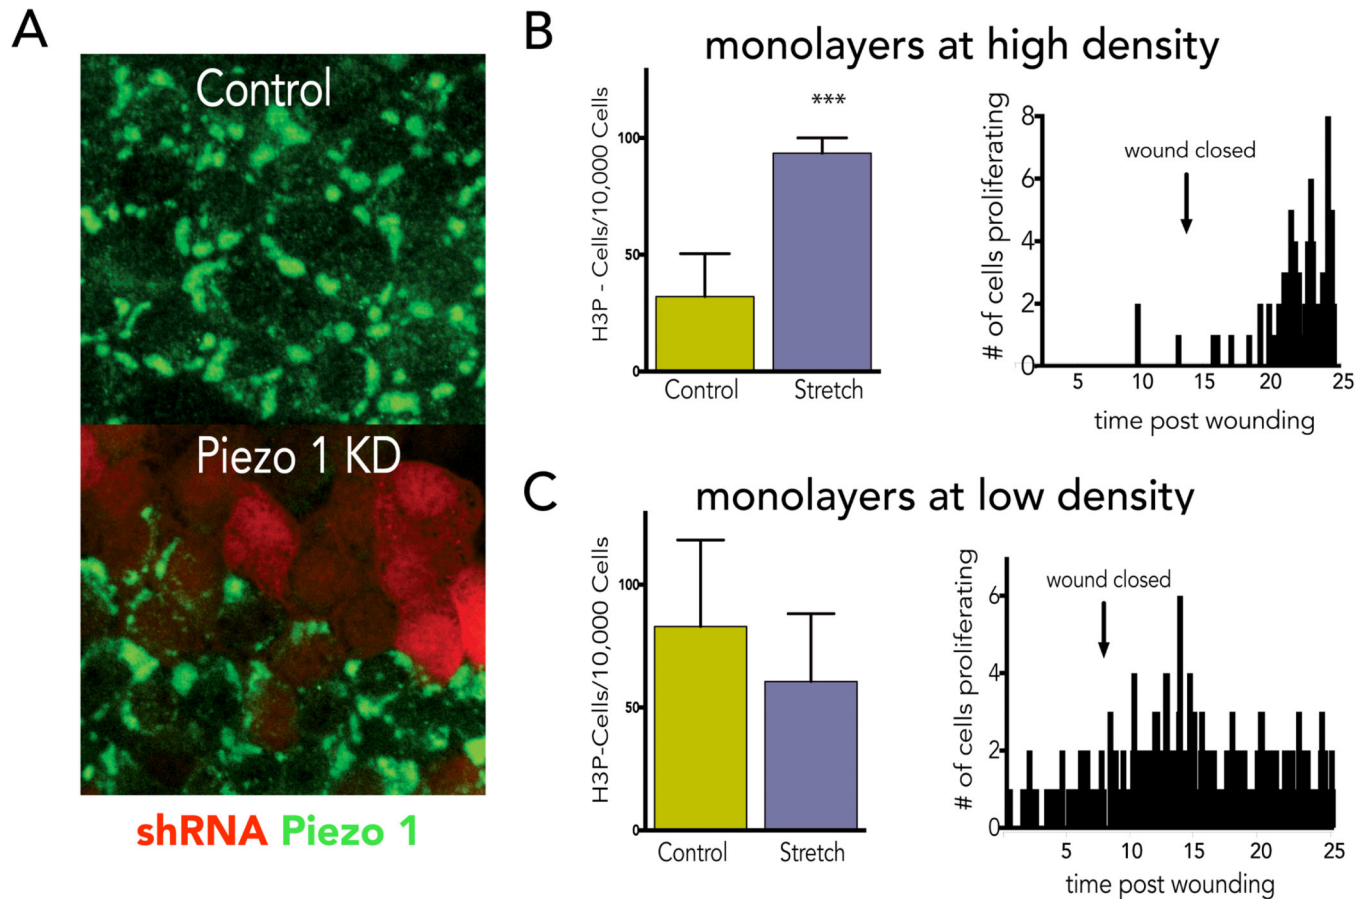 A
Control
Piezo 1 KD
shRNA Piezo 1
B
monolayers at high density
H3P - Cells/10,000 Cells
100
50
0
***
Control
Stretch
# of cells proliferating
8
6
4
2
0
wound closed
5 10 15 20 25
time post wounding
C
monolayers at low density
H3P-Cells/10,000 Cells
100
50
0
Control
Stretch
# of cells proliferating
6
4
2
0
wound closed
5 10 15 20 25
time post wounding